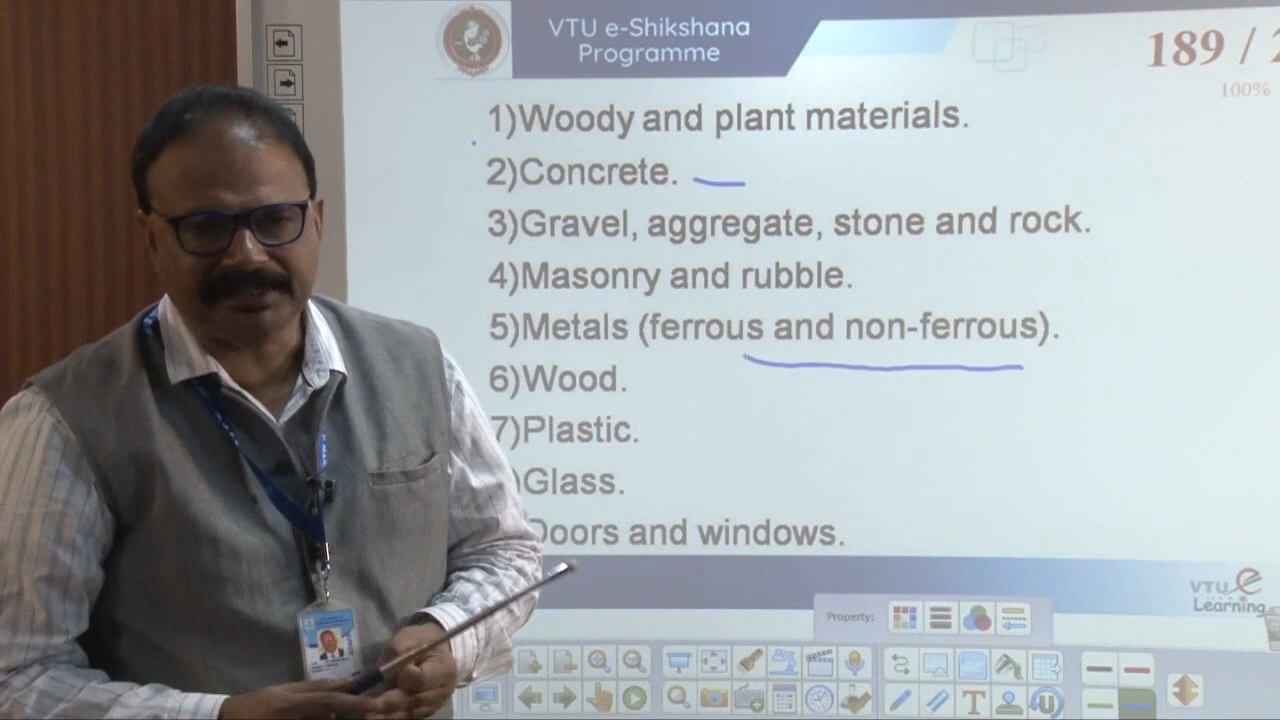 VTU e-Shikshana
Programme
189 /
100%
1)Woody and plant materials.
2)Concrete.
3)Gravel, aggregate, stone and rock.
4)Masonry and rubble.
5)Metals (ferrous and non-ferrous).
6)Wood.
7)Plastic.
)Glass.
Doors and windows.
VTU e
Learning
Property:
T